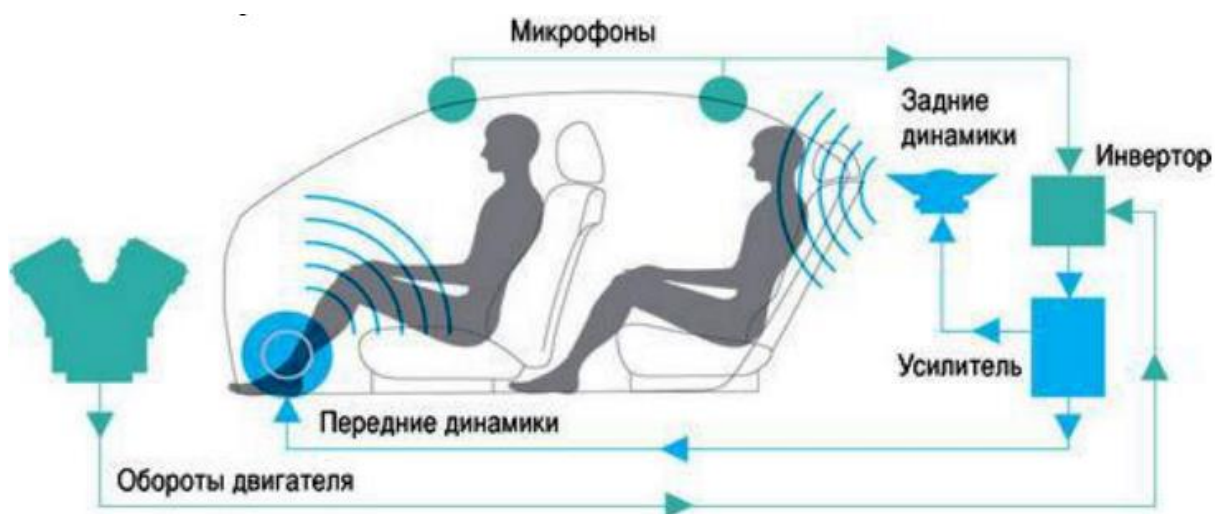 Микрофоны
Задние
динамики
Инвертор
Усилитель
Передние динамики
Обороты двигателя